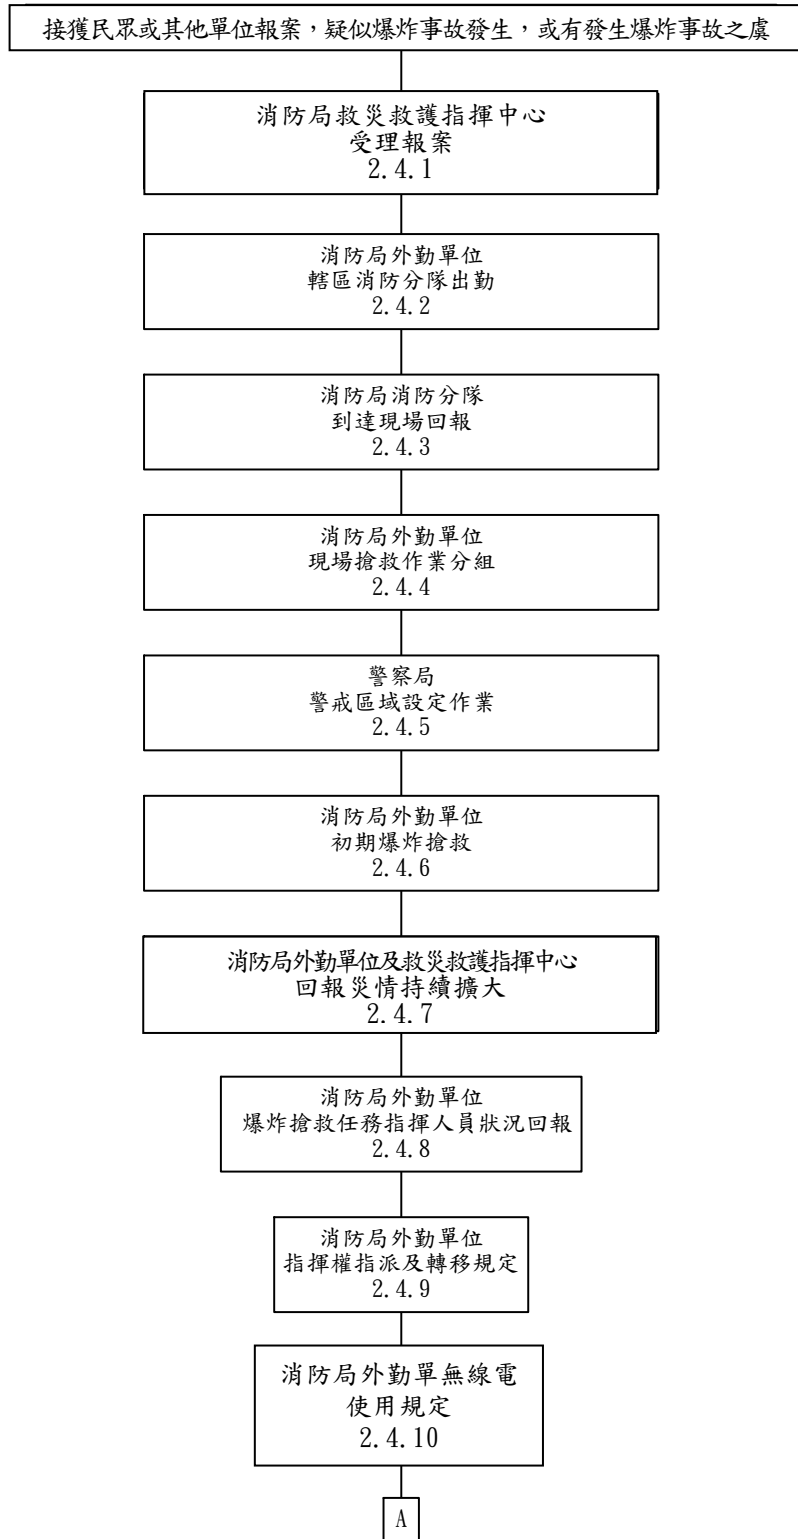 接獲民眾或其他單位報案，疑似爆炸事故發生，或有發生爆炸事故之虞
消防局救災救護指揮中心
受理報案
2.4.1
消防局外勤單位
轄區消防分隊出勤
2.4.2
消防局消防分隊
到達現場回報
2.4.3
消防局外勤單位
現場搶救作業分組
2.4.4
警察局
警戒區域設定作業
2.4.5
消防局外勤單位
初期爆炸搶救
2.4.6
消防局外勤單位及救災救護指揮中心
回報災情持續擴大
2.4.7
消防局外勤單位
爆炸搶救任務指揮人員狀況回報
2.4.8
消防局外勤單位
指揮權指派及轉移規定
2.4.9
消防局外勤單無線電
使用規定
2.4.10
A